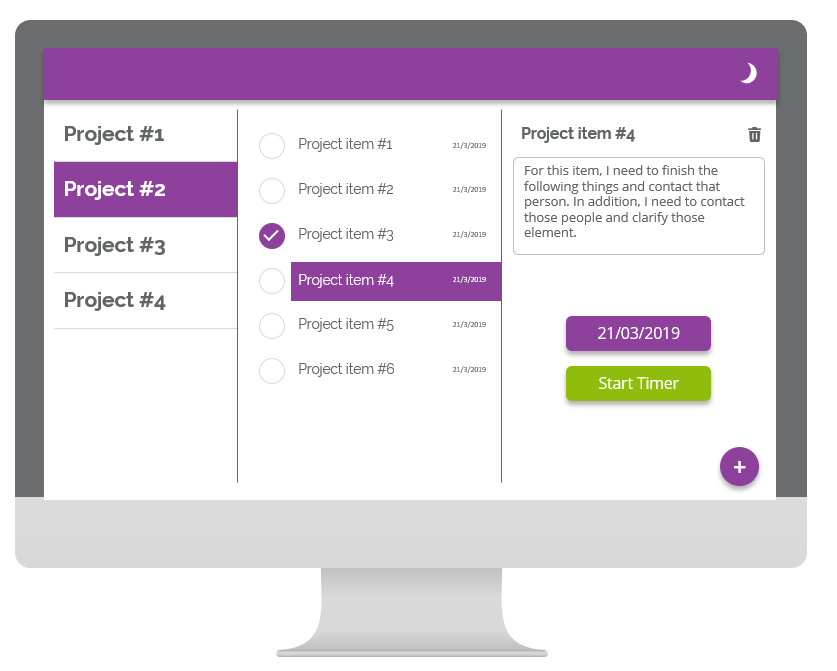 Project #1
Project #2
Project #3
Project #4
Project item #1 21/3/2019
Project item #2 21/3/2019
Project item #3 21/3/2019
Project item #4 21/3/2019
Project item #5 21/3/2019
Project item #6 21/3/2019
Project item #4
For this item, I need to finish the
following things and contact that
person. In addition, I need to contact
those people and clarify those
element.
21/03/2019
Start Timer
+